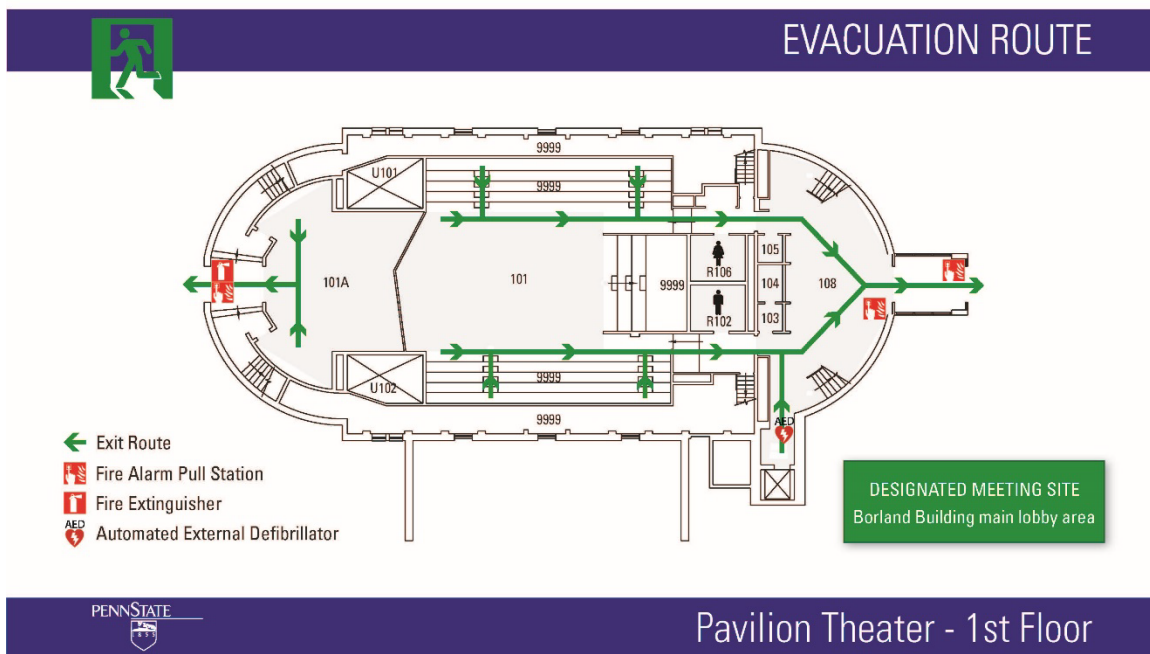 EVACUATION ROUTE
9999
U101
9999
101A
101
9999
R106
R102
105
104
103
108
U102
9999
9999
AED
Exit Route
Fire Alarm Pull Station
Fire Extinguisher
AED
Automated External Defibrillator
DESIGNATED MEETING SITE
Borland Building main lobby area
PENNSTATE
1855
Pavilion Theater - 1st Floor